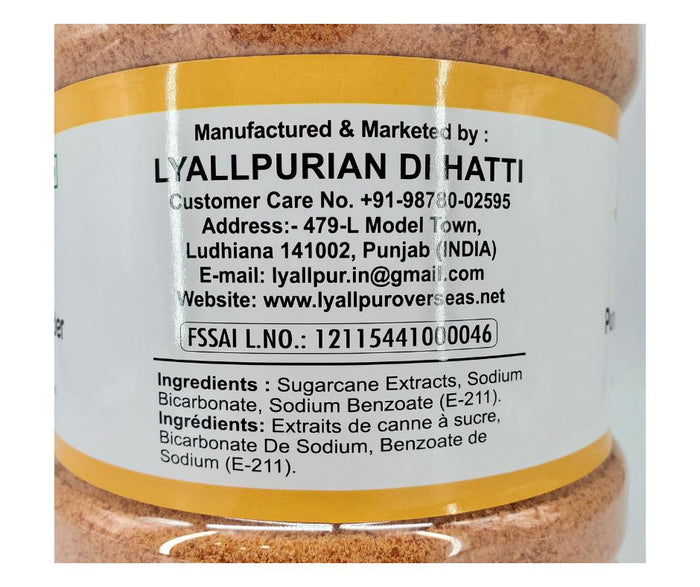 Manufactured & Marketed by :
LYALLPURIAN DI HATTI
Customer Care No. +91-98780-02595
Address:- 479-L Model Town,
Ludhiana 141002, Punjab (INDIA)
E-mail: lyallpur.in@gmail.com
Website: www.lyallpuroverseas.net
FSSAI L.NO.: 12115441000046
Ingredients : Sugarcane Extracts, Sodium
Bicarbonate, Sodium Benzoate (E-211).
Ingrédients: Extraits de canne à sucre,
Bicarbonate De Sodium, Benzoate de
Sodium (E-211).